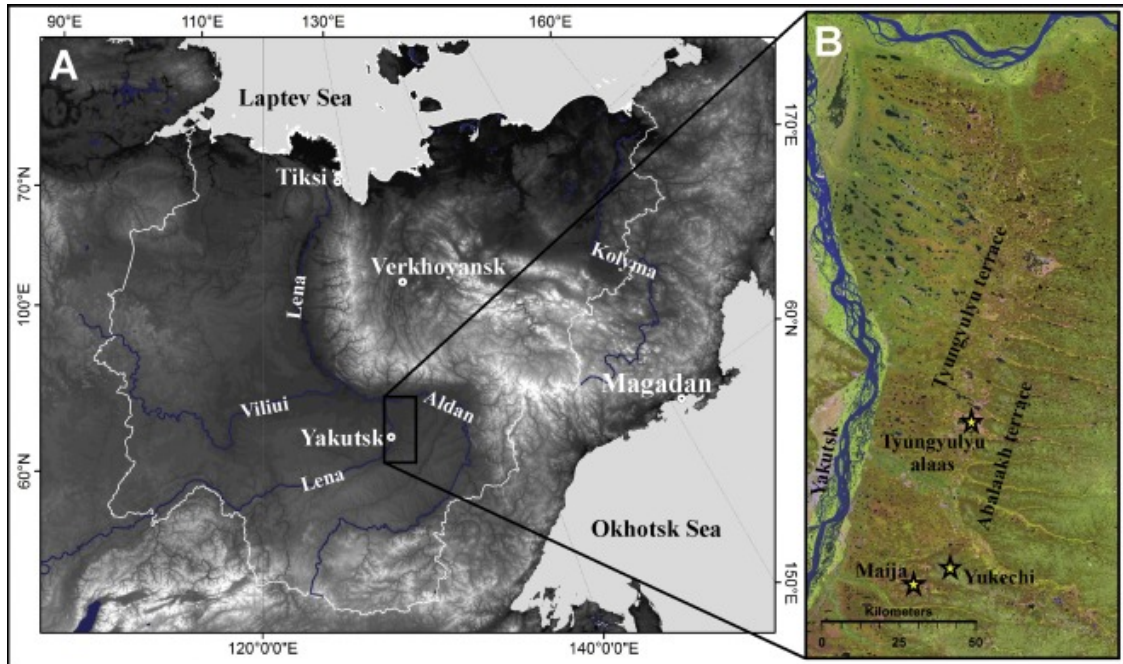 90°E
110°E
130°E
160°E
A
Laptev Sea
Tiksi
70°N
170°E
Verkhoyansk
Kolyma
Lena
100°E
60°N
Magadan
Viliui
Aldan
Yakutsk
60°N
Lena
Okhotsk Sea
150°E
120°0'0"E
140°0'0"E
B
Tyungyulyu terrace
Tyungyulyu
alaas
Abalaakh terrace
Yakutsk
Maija
Yukechi
Kilometers
0 25 50